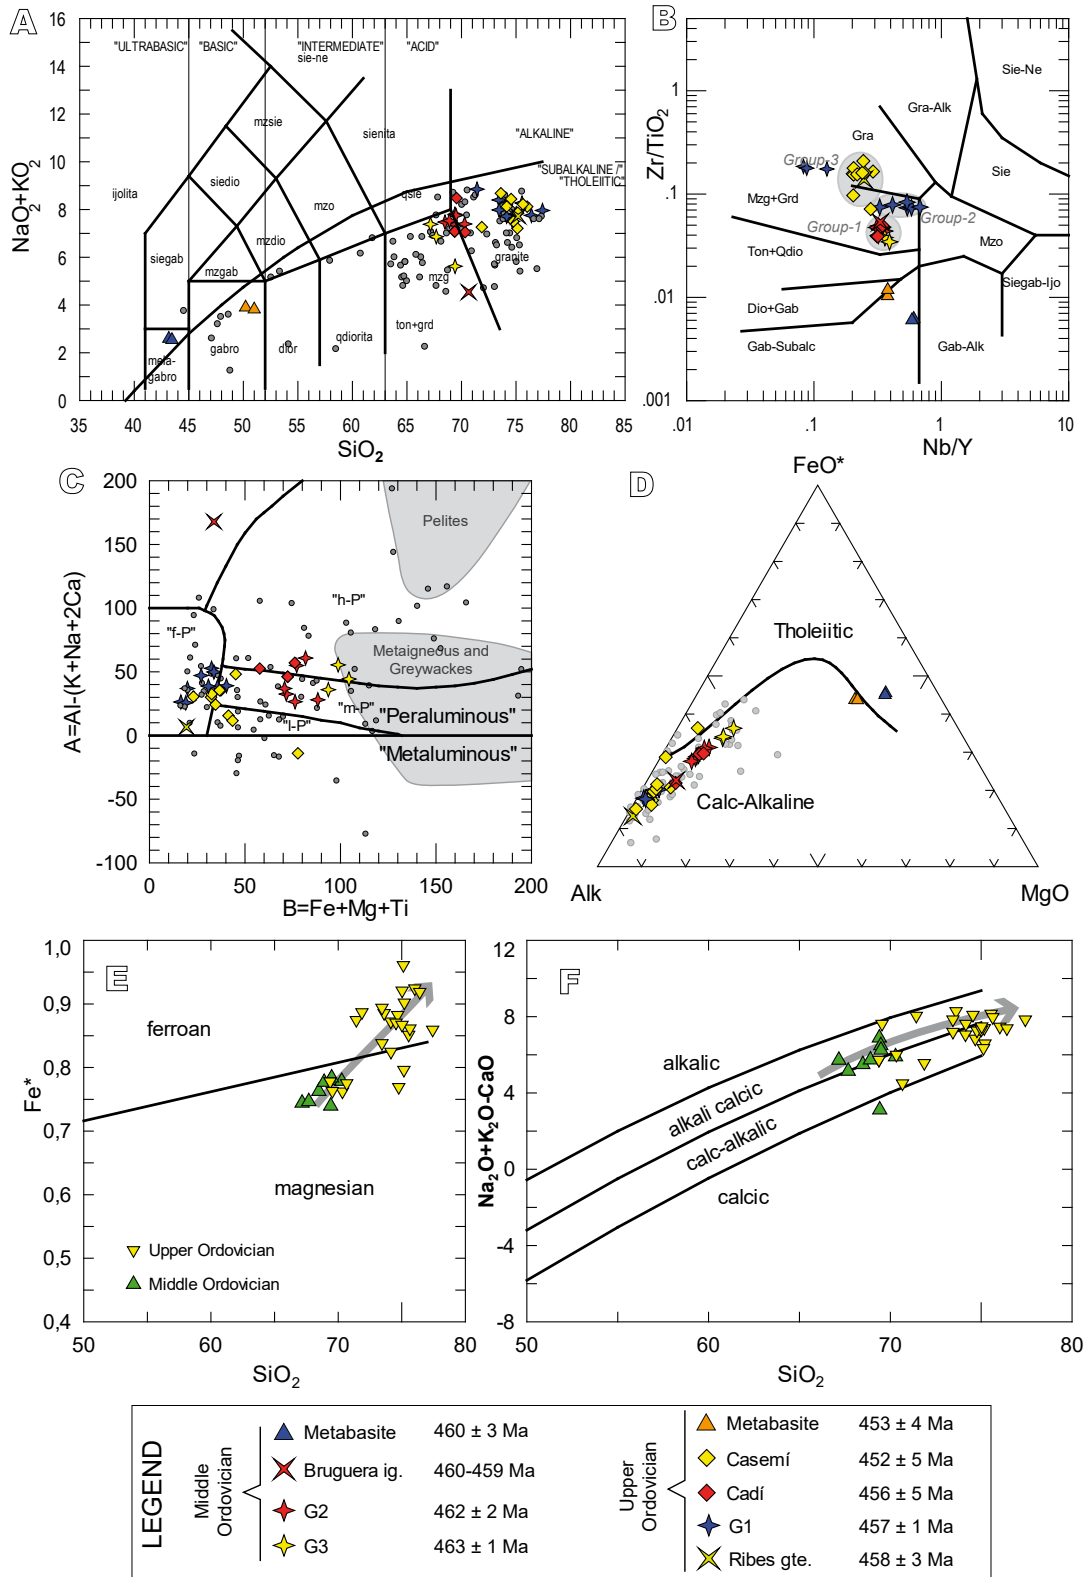 A
16
14
12
10
8
6
4
2
0
NaO2+KO2
"ULTRABASIC"
"BASIC"
"INTERMEDIATE"
"ACID"
sie-ne
mzsie
sienita
"ALKALINE"
"SUBALKALINE /"
"THOLEIITIC"
ijolita
siedio
mzo
qsie
siegab
mzgab
mzdio
mzg
granite
mela-
gabro
gabro
dior
qdiorita
ton+grd
35 40 45 50 55 60 65 70 75 80 85
SiO2
B
1
.1
.01
.001
Zr/TiO2
Sie-Ne
Gra-Alk
Gra
Group-3
Sie
Mzg+Grd
Group-2
Group-1
Mzo
Ton+Qdio
Siegab-Ijo
Dio+Gab
Gab-Subalc
Gab-Alk
.01 .1 1 10
Nb/Y
C
200
150
100
50
0
-50
-100
A=Al-(K+Na+2Ca)
Pelites
"h-P"
"f-P"
Metaigneous and
Greywackes
"m-P"
"l-P"
"Peraluminous"
"Metaluminous"
0 50 100 150 200
B=Fe+Mg+Ti
D
FeO*
Tholeiitic
Calc-Alkaline
Alk
MgO
E
1,0
0,9
0,8
0,7
0,6
0,5
0,4
Fe*
ferroan
magnesian
Upper Ordovician
Middle Ordovician
50 60 70 80
SiO2
F
12
8
4
0
-4
-8
Na2O+K2O-CaO
alkalic
alkali calcic
calc-alkalic
calcic
50 60 70 80
SiO2
LEGEND
Middle
Ordovician
Metabasite 460 ± 3 Ma
Bruguera ig. 460-459 Ma
G2 462 ± 2 Ma
G3 463 ± 1 Ma
Upper
Ordovician
Metabasite 453 ± 4 Ma
Casemí 452 ± 5 Ma
Cadí 456 ± 5 Ma
G1 457 ± 1 Ma
Ribes gte. 458 ± 3 Ma